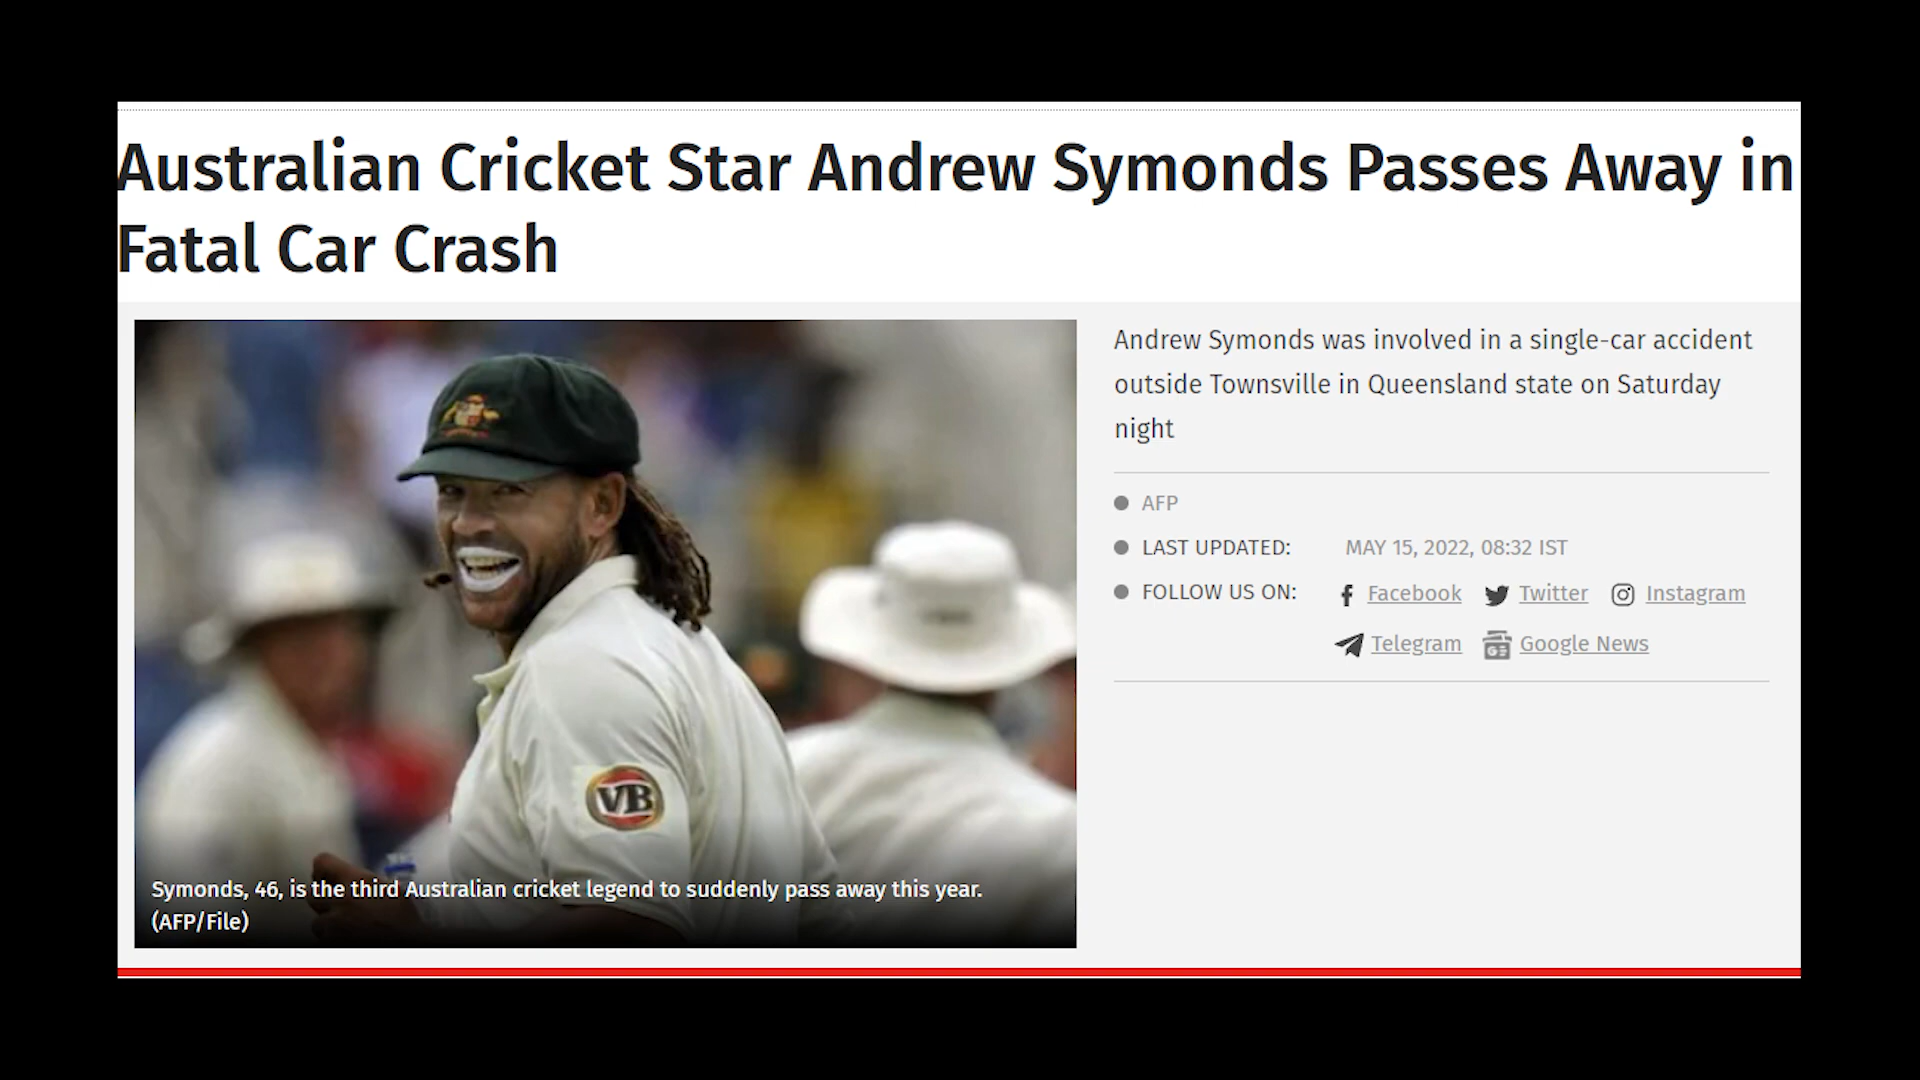 Australian Cricket Star Andrew Symonds Passes Away in
Fatal Car Crash
Andrew Symonds was involved in a single-car accident
outside Townsville in Queensland state on Saturday
night
AFP
LAST UPDATED: MAY 15, 2022, 08:32 IST
FOLLOW US ON: Facebook Twitter Instagram
Telegram Google News
VB
Symonds, 46, is the third Australian cricket legend to suddenly pass away this year.
(AFP/File)